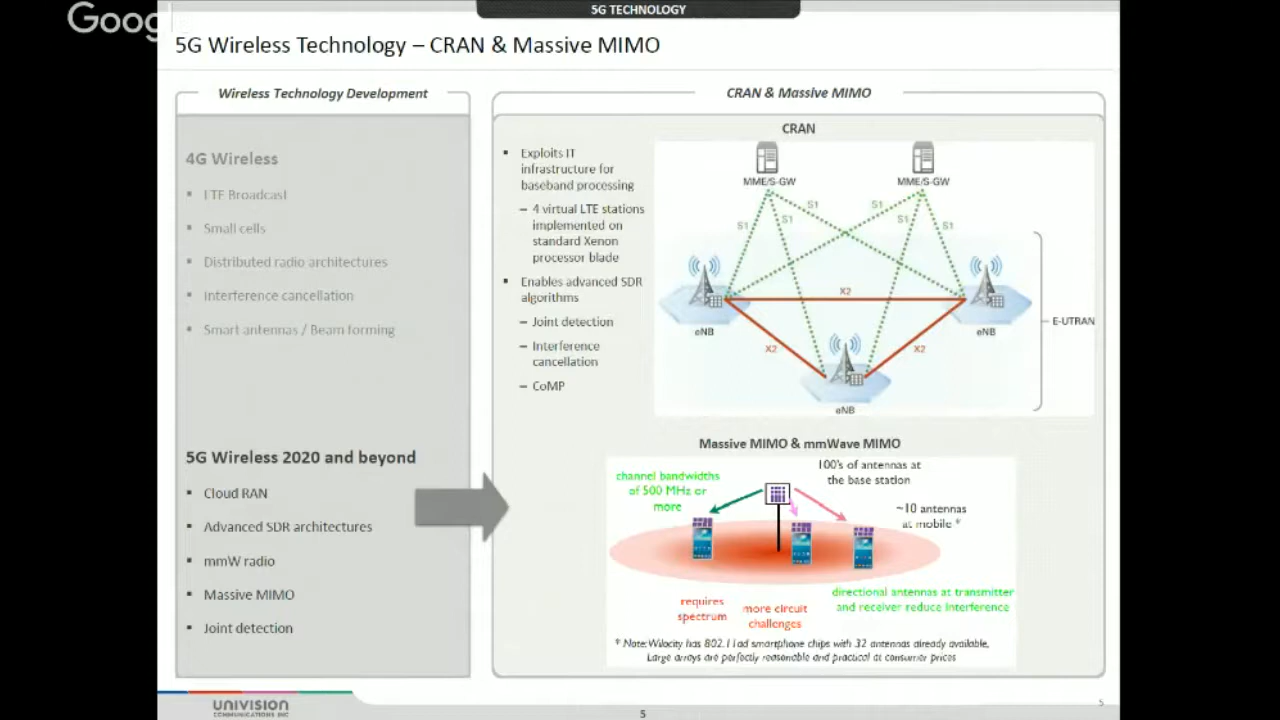 5G TECHNOLOGY
Goog
5G Wireless Technology – CRAN & Massive MIMO
Wireless Technology Development
4G Wireless
▪ LTE Broadcast
▪ Small cells
▪ Distributed radio architectures
▪ Interference cancellation
▪ Smart antennas / Beam forming
5G Wireless 2020 and beyond
▪ Cloud RAN
▪ Advanced SDR architectures
▪ mmW radio
▪ Massive MIMO
▪ Joint detection
CRAN & Massive MIMO
CRAN
▪ Exploits IT
infrastructure for
baseband processing
– 4 virtual LTE stations
implemented on
standard Xenon
processor blade
▪ Enables advanced SDR
algorithms
– Joint detection
– Interference
cancellation
– CoMP
MME/S-GW
MME/S-GW
S1
S1
S1
S1
S1
S1
X2
X2
X2
eNB
eNB
eNB
E-UTRAN
Massive MIMO & mmWave MIMO
channel bandwidths
of 500 MHz or
more
100's of antennas at
the base station
~10 antennas
at mobile *
requires
spectrum
more circuit
challenges
directional antennas at transmitter
and receiver reduce interference
* Note: Wilocity has 802.11ad smartphone chips with 32 antennas already available,
Large arrays are perfectly reasonable and practical at consumer prices
UNIVISION
COMMUNICATIONS INC
5
5